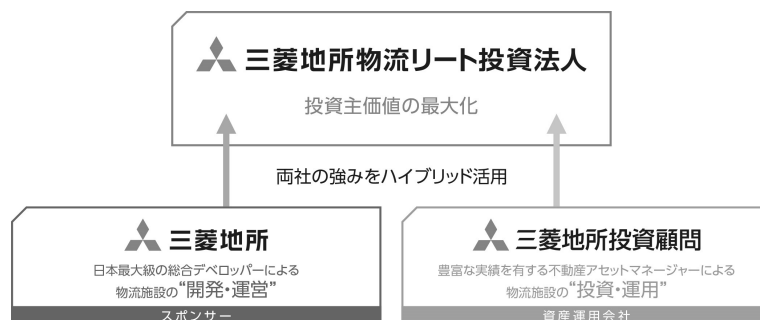 三菱地所物流リート投資法人
投資主価値の最大化
両社の強みをハイブリッド活用
三菱地所
日本最大級の総合デベロッパーによる
物流施設の“開発・運営”
スポンサー
三菱地所投資顧問
豊富な実績を有する不動産アセットマネージャーによる
物流施設の“投資・運用”
資産運用会社